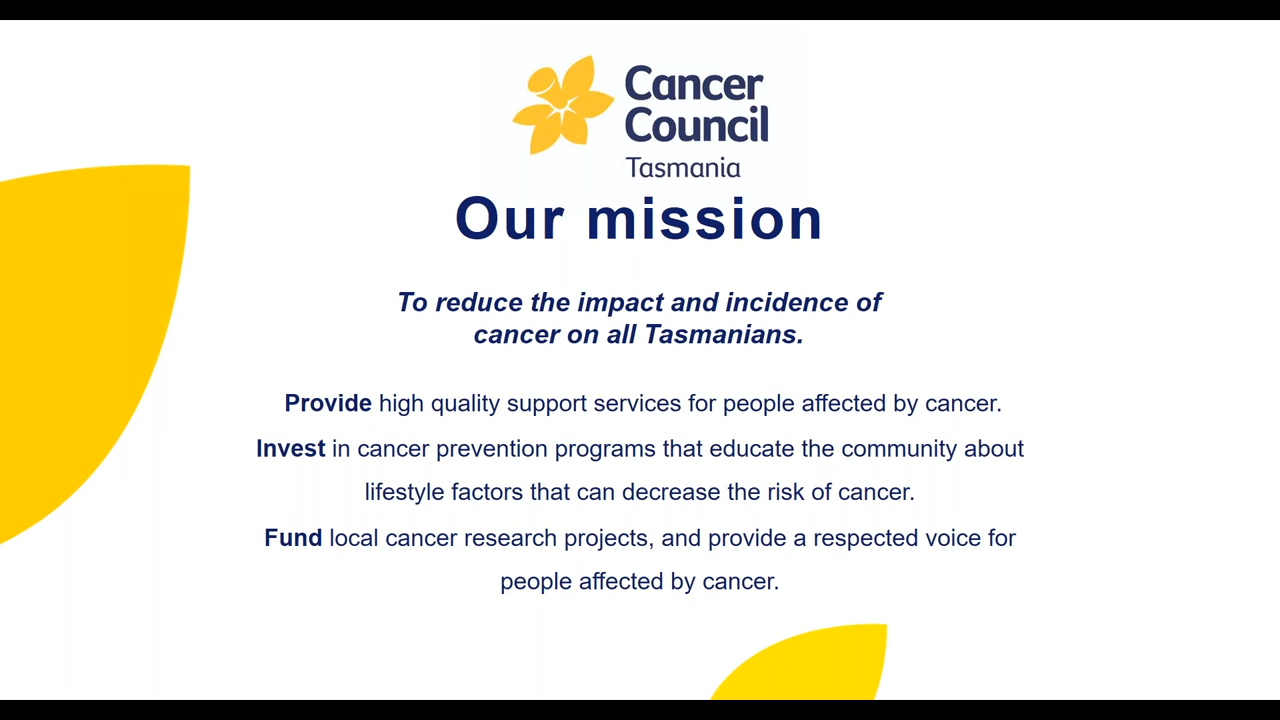 Cancer
Council
Tasmania
Our mission
To reduce the impact and incidence of
cancer on all Tasmanians.
Provide high quality support services for people affected by cancer.
Invest in cancer prevention programs that educate the community about
lifestyle factors that can decrease the risk of cancer.
Fund local cancer research projects, and provide a respected voice for
people affected by cancer.